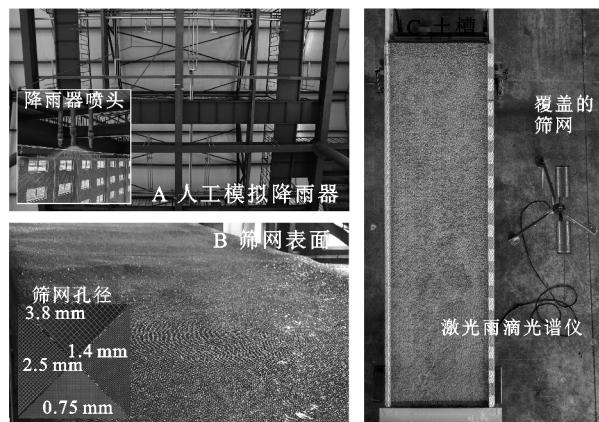 降雨器喷头
A 人工模拟降雨器
B 筛网表面
筛网孔径
3.8 mm
1.4 mm
2.5 mm
0.75 mm
C 土槽
覆盖的
筛网
激光雨滴光谱仪